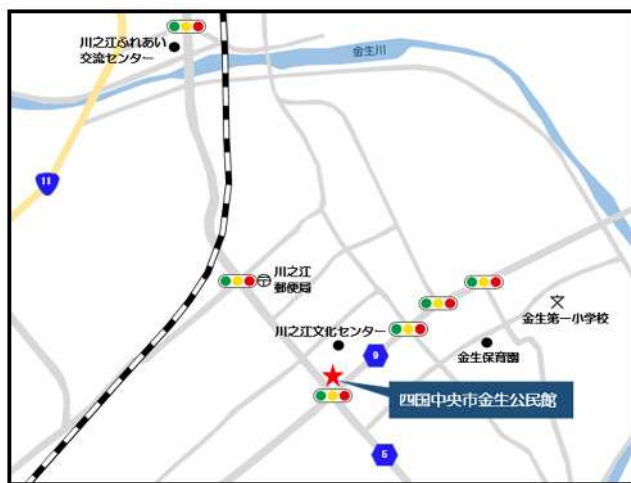 川之江ふれあい
交流センター
金生川
11
川之江
郵便局
金生第一小学校
川之江文化センター
9
金生保育園
四国中央市金生公民館
5